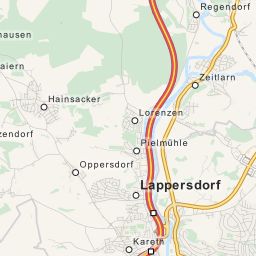 Regendorf
hausen
aiern
Zeitlarn
Hainsacker
Lorenzen
zendorf
Pielmühle
Oppersdorf
Lappersdorf
Kareth